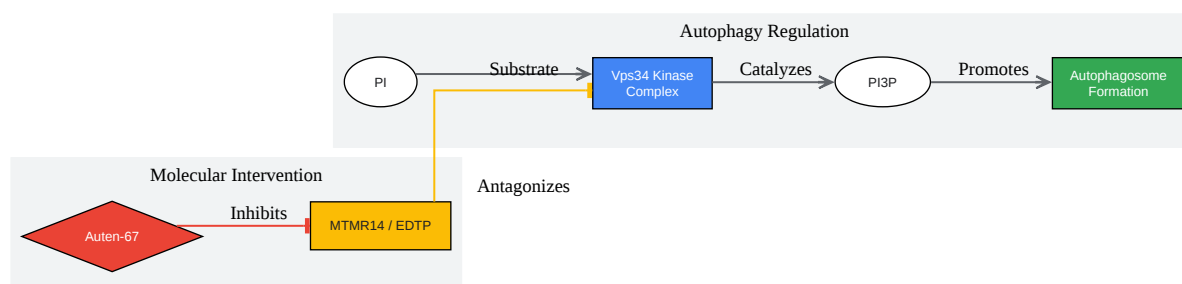 Autophagy Regulation
PI
Substrate
Vps34 Kinase
Complex
Catalyzes
PI3P
Promotes
Autophagosome
Formation
Molecular Intervention
Antagonizes
Auten-67
Inhibits
MTMR14 / EDTP